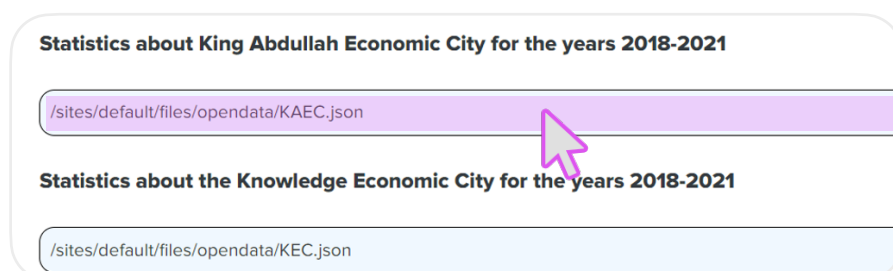 Statistics about King Abdullah Economic City for the years 2018-2021
/sites/default/files/opendata/KAEC.json
Statistics about the Knowledge Economic City for the years 2018-2021
/sites/default/files/opendata/KEC.json